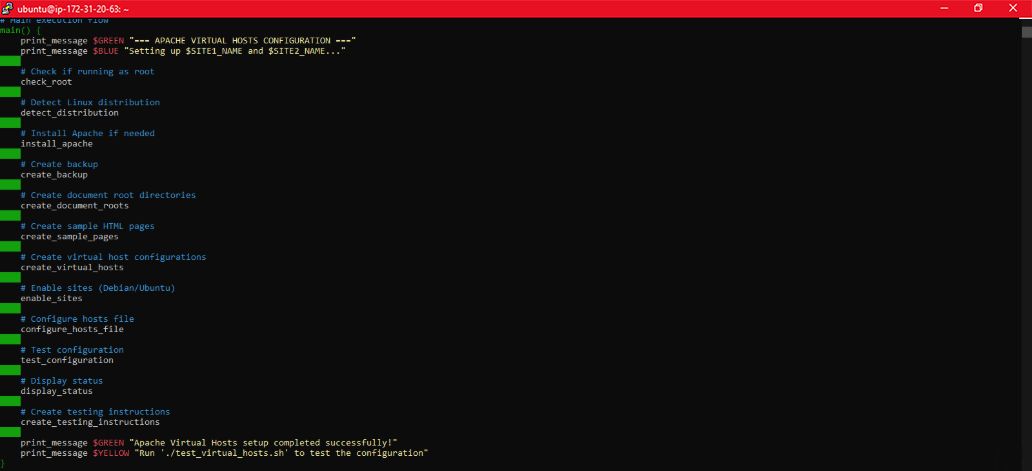 ubuntu@ip-172-31-20-63: ~
# Main execution flow
main() {
    print_message $GREEN "=== APACHE VIRTUAL HOSTS CONFIGURATION ==="
    print_message $BLUE "Setting up $SITE1_NAME and $SITE2_NAME..."
    # Check if running as root
    check_root
    # Detect Linux distribution
    detect_distribution
    # Install Apache if needed
    install_apache
    # Create backup
    create_backup
    # Create document root directories
    create_document_roots
    # Create sample HTML pages
    create_sample_pages
    # Create virtual host configurations
    create_virtual_hosts
    # Enable sites (Debian/Ubuntu)
    enable_sites
    # Configure hosts file
    configure_hosts_file
    # Test configuration
    test_configuration
    # Display status
    display_status
    # Create testing instructions
    create_testing_instructions
    print_message $GREEN "Apache Virtual Hosts setup completed successfully!"
    print_message $YELLOW "Run './test_virtual_hosts.sh' to test the configuration"
}